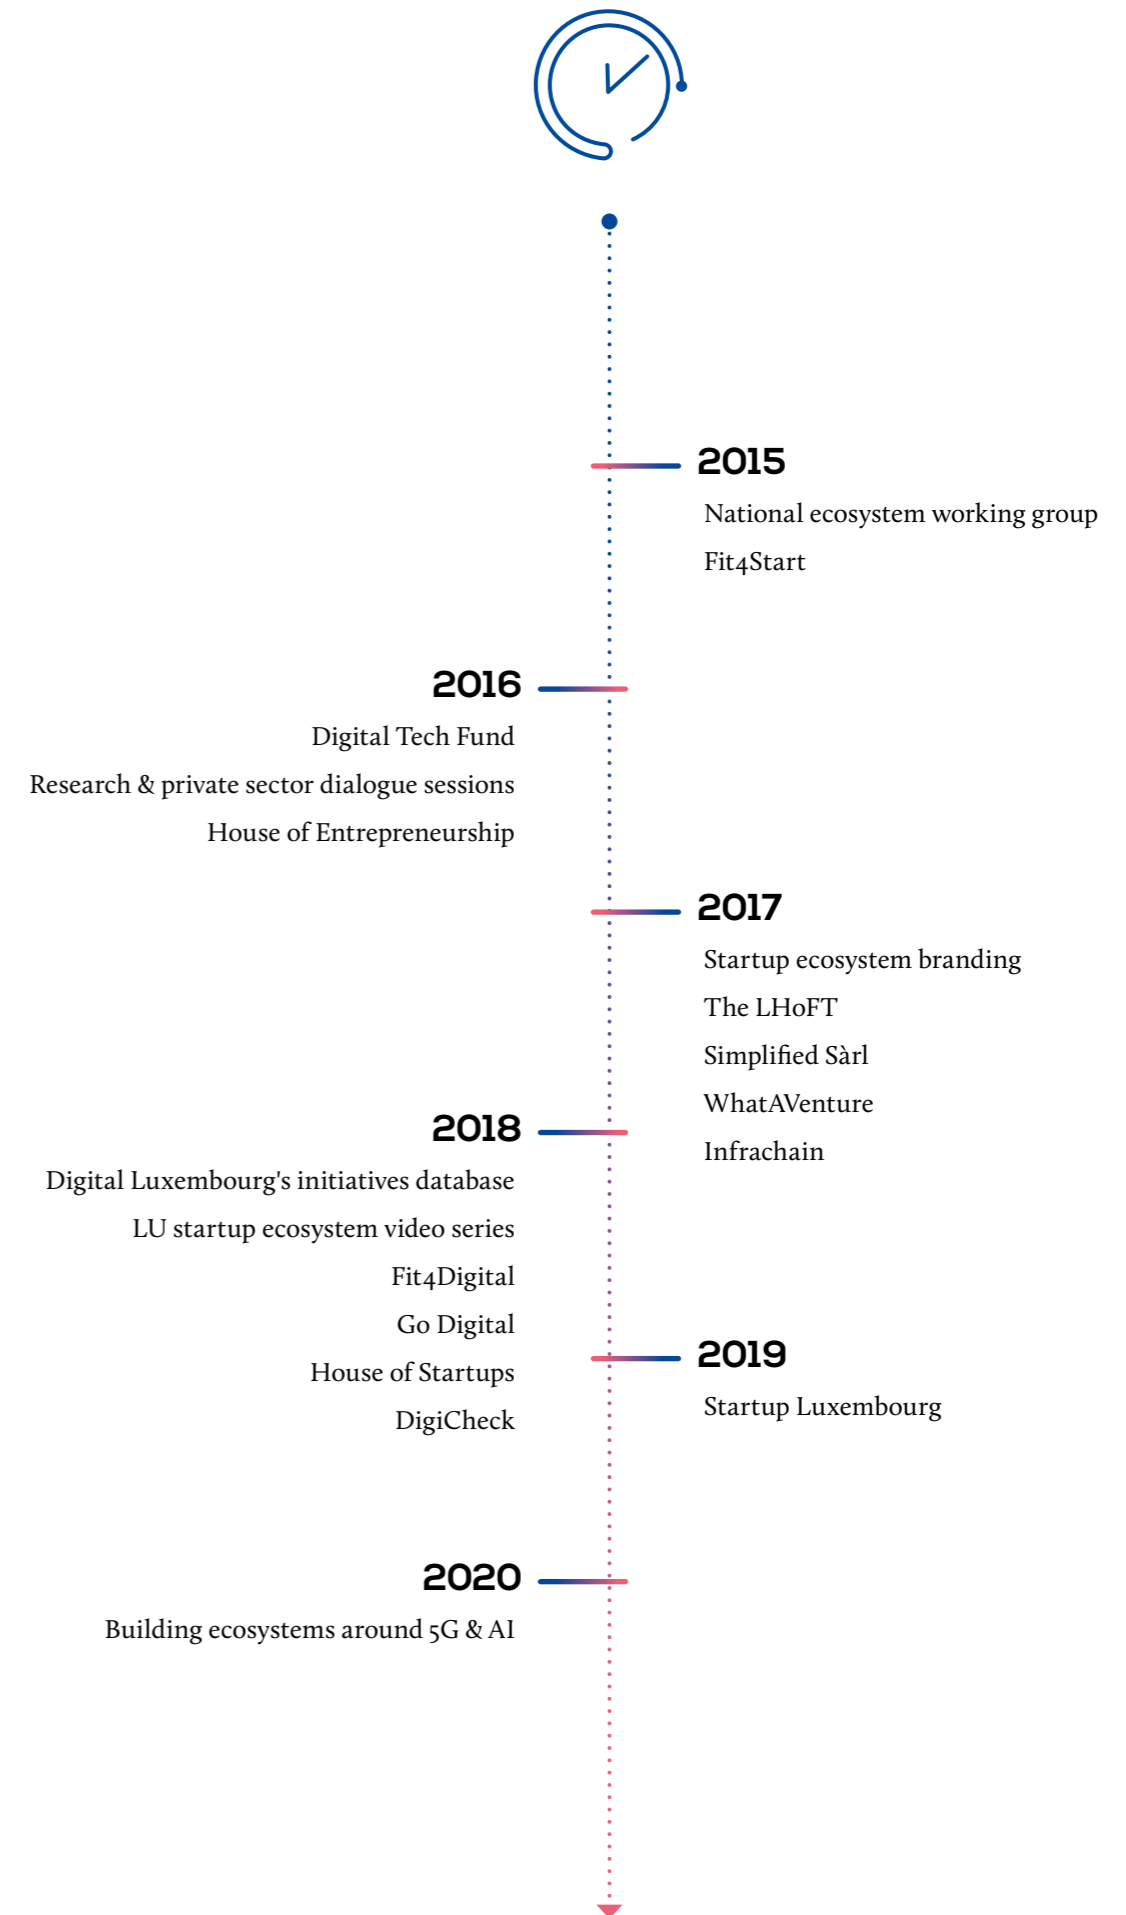 2015
National ecosystem working group
Fit4Start
2016
Digital Tech Fund
Research & private sector dialogue sessions
House of Entrepreneurship
2017
Startup ecosystem branding
The LHoFT
Simplified Sàrl
WhatAVenture
Infrachain
2018
Digital Luxembourg's initiatives database
LU startup ecosystem video series
Fit4Digital
Go Digital
House of Startups
DigiCheck
2019
Startup Luxembourg
2020
Building ecosystems around 5G & AI